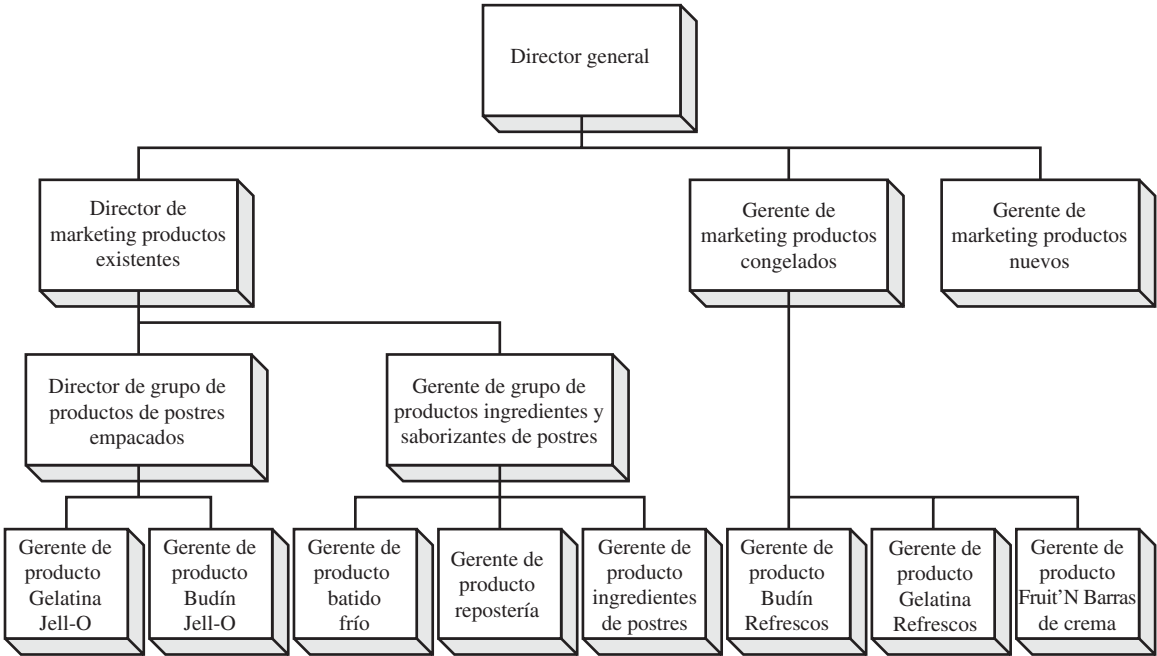 Director general
Director de
marketing productos
existentes
Gerente de
marketing productos
congelados
Gerente de
marketing productos
nuevos
Director de grupo de
productos de postres
empacados
Gerente de grupo de
productos ingredientes y
saborizantes de postres
Gerente de
producto
Gelatina
Jell-O
Gerente de
producto
Budín
Jell-O
Gerente de
producto
batido
frío
Gerente de
producto
repostería
Gerente de
producto
ingredientes
de postres
Gerente de
producto
Budín
Refrescos
Gerente de
producto
Gelatina
Refrescos
Gerente de
producto
Fruit’N Barras
de crema